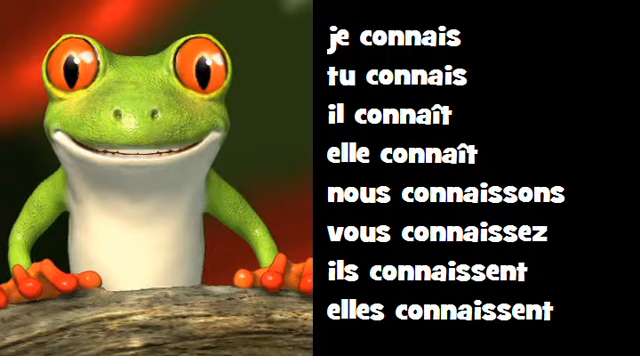 je connais
tu connais
il connaît
elle connaît
nous connaissons
vous connaissez
ils connaissent
elles connaissent